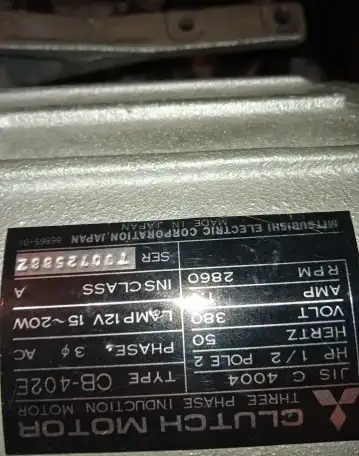 CLUTCH MOTOR
THREE PHASE INDUCTION MOTOR
JIS C 4004 TYPE CB-402E
HP 1/2 POLE 2 PHASE. 3φ AC
HERTZ 50
VOLT 380 LAMP 12V 15~20W
AMP INS CLASS A
RPM 2860 SER
MITSUBISHI ELECTRIC CORPORATION, JAPAN
MADE IN JAPAN